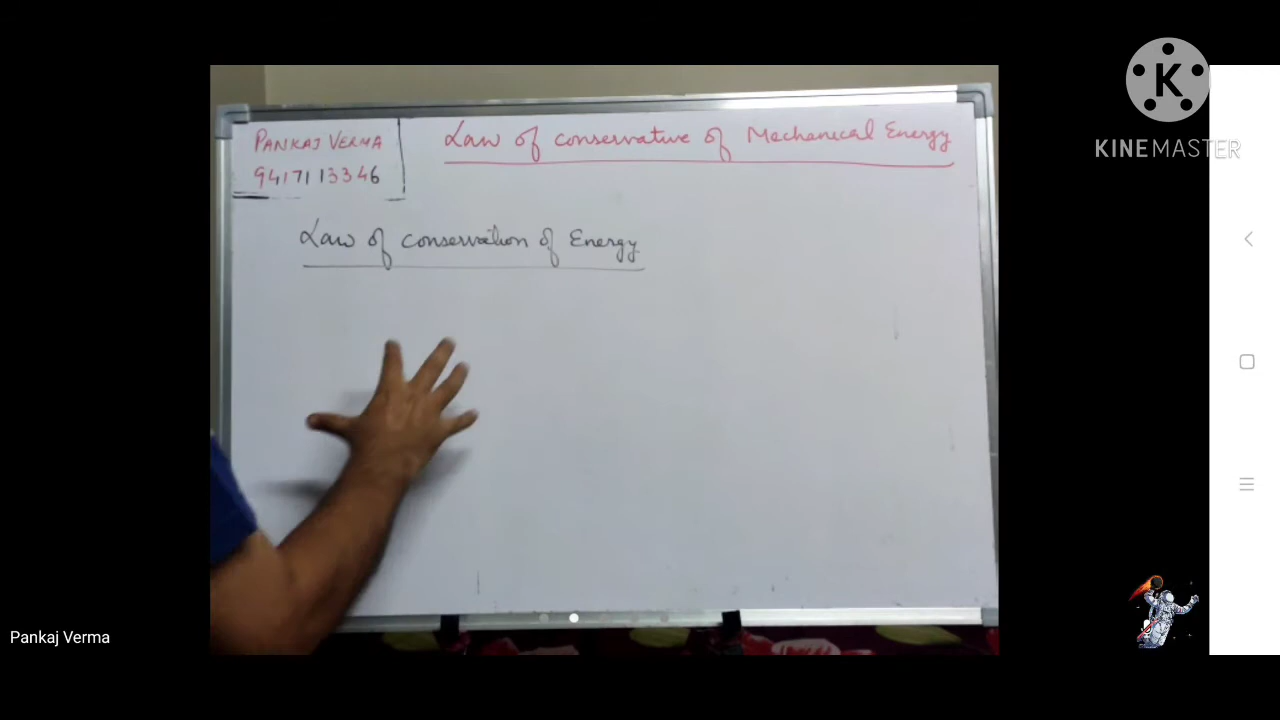 PANKAJ VERMA
9417113346
Law of conservative of Mechanical Energy
Law of conservation of Energy
K
KINEMASTER
Pankaj Verma